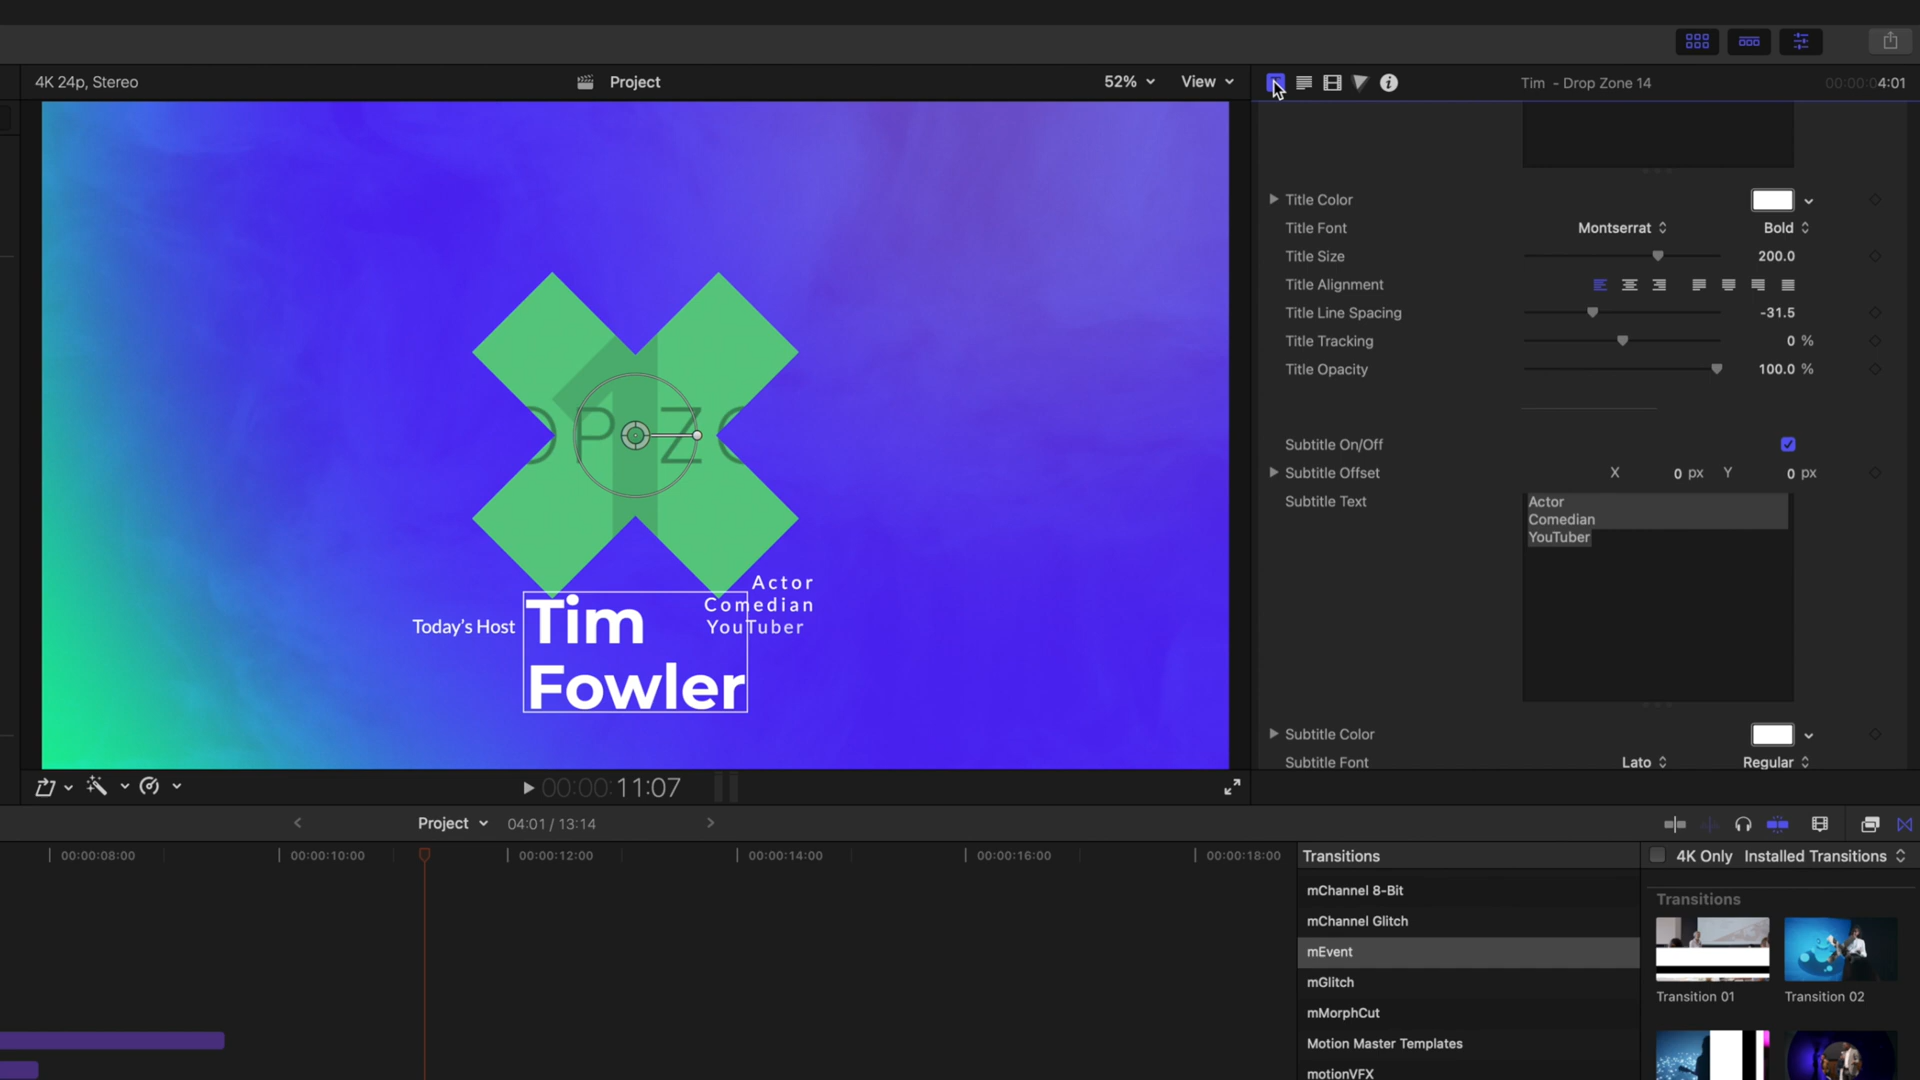 4K 24p, Stereo
Project
52%
View
Tim - Drop Zone 14
00:00:04:01
Title Color
Title Font
Montserrat
Bold
Title Size
200.0
Title Alignment
Title Line Spacing
-31.5
Title Tracking
0 %
Title Opacity
100.0 %
Subtitle On/Off
Subtitle Offset
X
0 px
Y
0 px
Subtitle Text
Actor
Comedian
YouTuber
Subtitle Color
Subtitle Font
Lato
Regular
OP ZO
1
Today's Host
Tim
Fowler
Actor
Comedian
YouTuber
00:00:11:07
Project
04:01 / 13:14
00:00:08:00
00:00:10:00
00:00:12:00
00:00:14:00
00:00:16:00
00:00:18:00
Transitions
4K Only
Installed Transitions
mChannel 8-Bit
mChannel Glitch
mEvent
mGlitch
mMorphCut
Motion Master Templates
motionVFX
Transitions
Transition 01
Transition 02